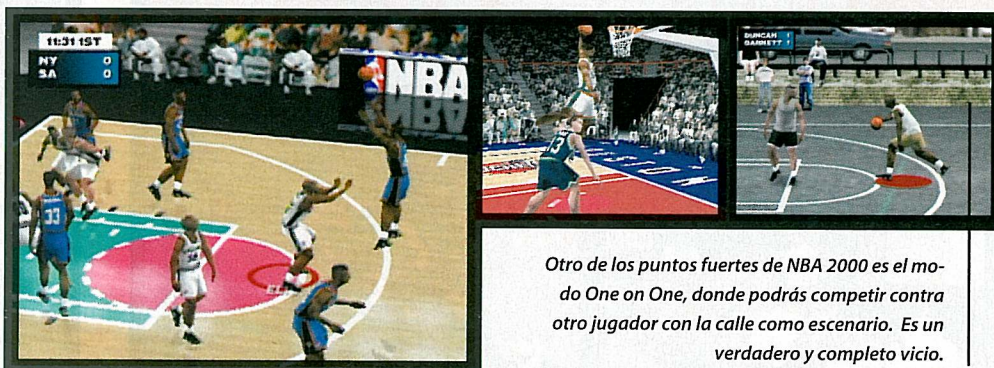 11:31 1ST
NY 0
SA 0
NBA
33
DUNCAN
GARNETT
Otro de los puntos fuertes de NBA 2000 es el mo-
do One on One, donde podrás competir contra
otro jugador con la calle como escenario. Es un
verdadero y completo vicio.